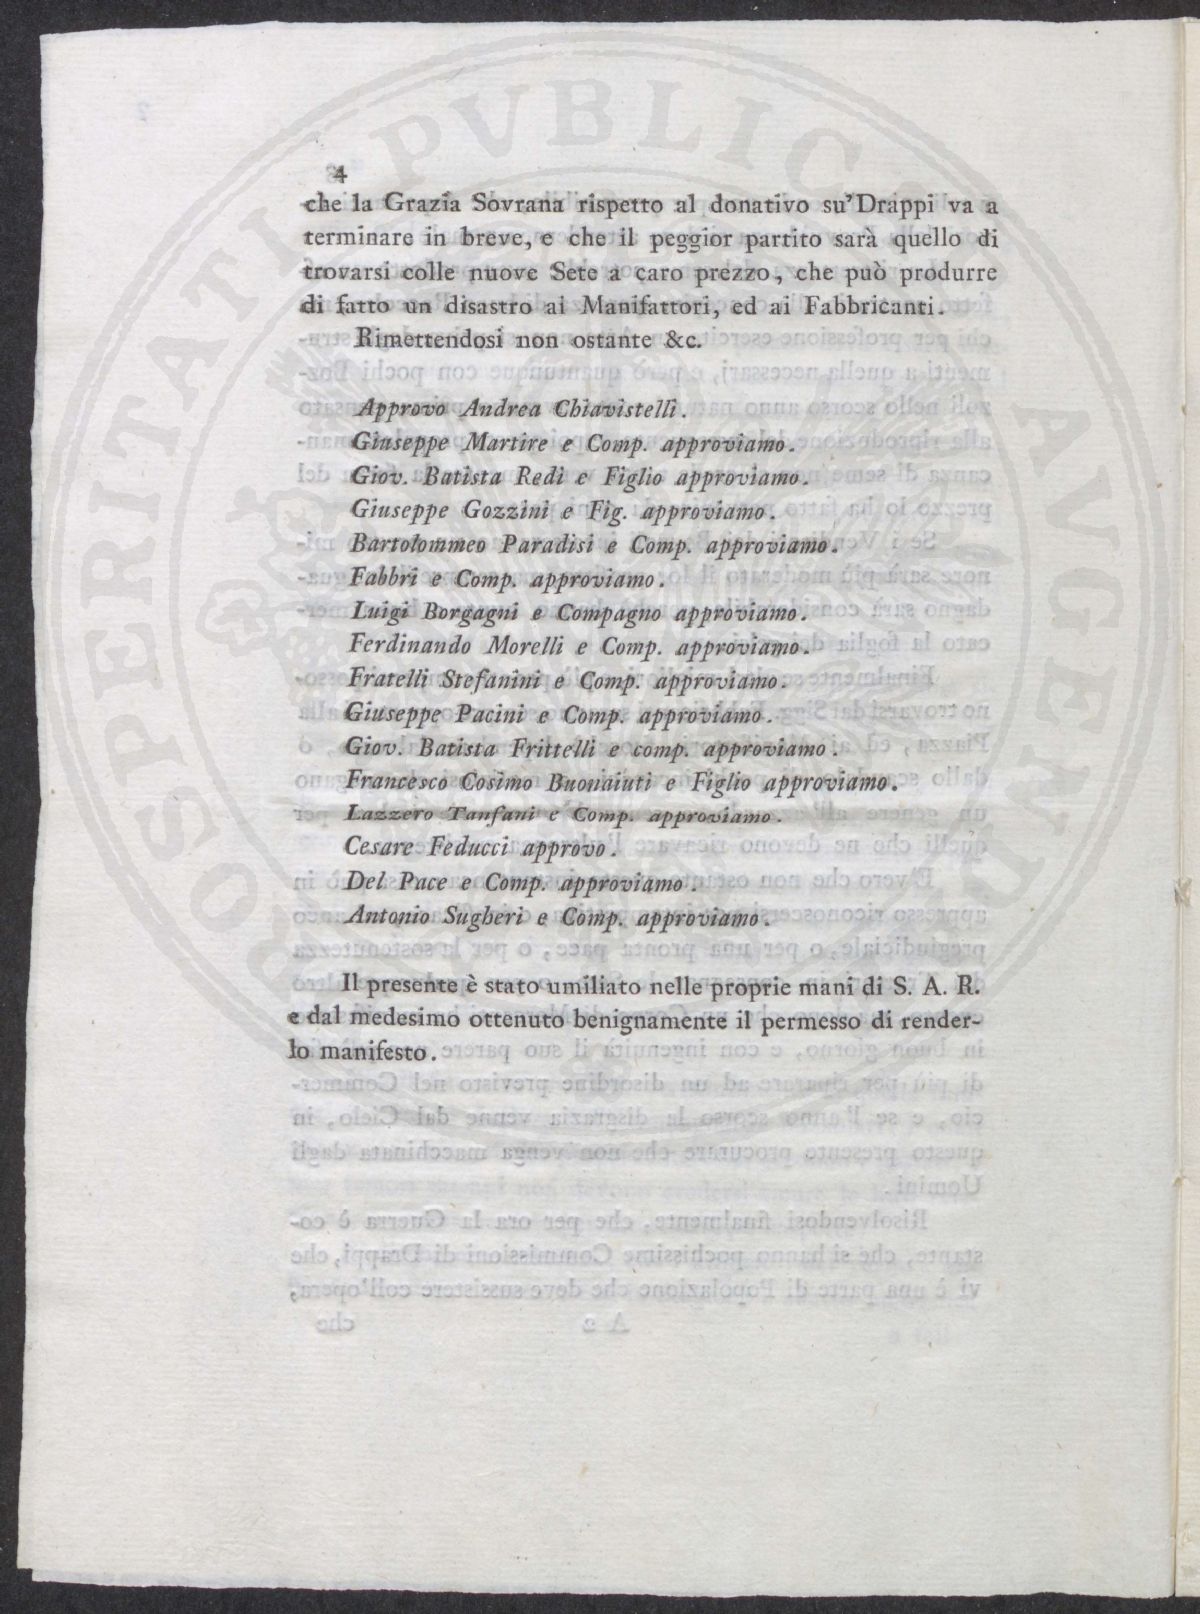 4
che la Grazia Sovrana rispetto al donativo su' Drappi va a
terminare in breve, e che il peggior partito sarà quello di
trovarsi colle nuove Sete a caro prezzo, che può produrre
di fatto un disastro ai Manifattori, ed ai Fabbricanti.
Rimettendosi non ostante &c.
Approvo Andrea Chiavistelli.
Giuseppe Martire e Comp. approviamo.
Giov. Batista Redi e Figlio approviamo.
Giuseppe Gozzini e Fig. approviamo.
Bartolommeo Paradisi e Comp. approviamo.
Fabbri e Comp. approviamo.
Luigi Borgagni e Compagno approviamo.
Ferdinando Morelli e Comp. approviamo.
Fratelli Stefanini e Comp. approviamo.
Giuseppe Pacini e Comp. approviamo.
Giov. Batista Frittelli e comp. approviamo.
Francesco Cosimo Buonaiuti e Figlio approviamo.
Lazzero Tanfani e Comp. approviamo.
Cesare Feducci approvo.
Del Pace e Comp. approviamo.
Antonio Sugheri e Comp. approviamo.
Il presente è stato umiliato nelle proprie mani di S. A. R.
e dal medesimo ottenuto benignamente il permesso di render-
lo manifesto.
PROSPERITATI PVBLICAE AVGENDAE